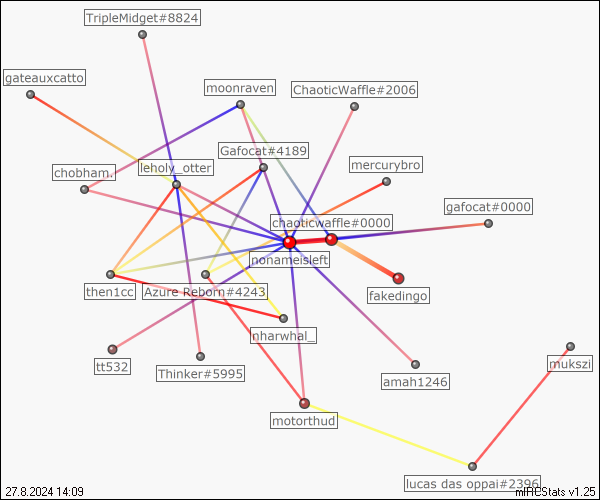 TripleMidget#8824
gateauxcatto
moonraven
ChaoticWaffle#2006
Gafocat#4189
mercurybro
chobham.
leholy_otter
gafocat#0000
chaoticwaffle#0000
ponameisleft
then1cc
Azure Reborn#4243
fakedingo
nharwhal_
tt532
Thinker#5995
mukszi
amah1246
motorthud
lucas das oppai#2396
27.8.2024 14:09
mIRCStats v1.25